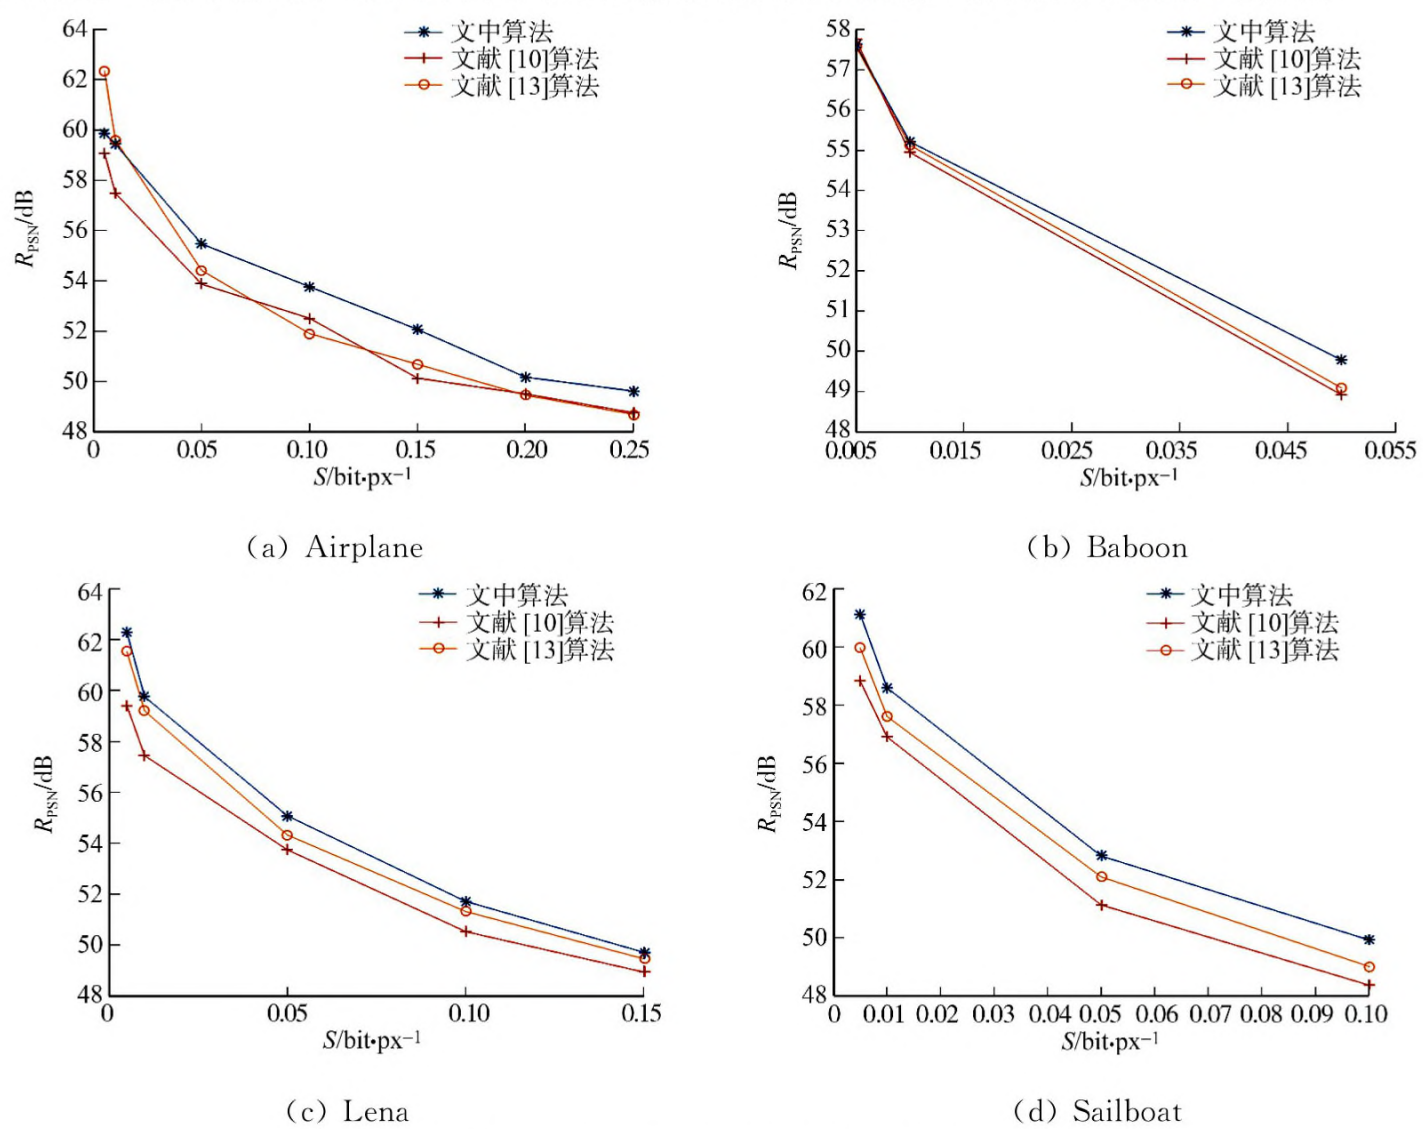 64
62
60
58
56
54
52
50
48
R_PSN/dB
文中算法
文献[10]算法
文献[13]算法
0 0.05 0.10 0.15 0.20 0.25
S/bit·px⁻¹
(a) Airplane
58
57
56
55
54
53
52
51
50
49
48
R_PSN/dB
文中算法
文献[10]算法
文献[13]算法
0.005 0.015 0.025 0.035 0.045 0.055
S/bit·px⁻¹
(b) Baboon
64
62
60
58
56
54
52
50
48
R_PSN/dB
文中算法
文献[10]算法
文献[13]算法
0 0.05 0.10 0.15
S/bit·px⁻¹
(c) Lena
62
60
58
56
54
52
50
48
R_PSN/dB
文中算法
文献[10]算法
文献[13]算法
0 0.01 0.02 0.03 0.04 0.05 0.06 0.07 0.08 0.09 0.10
S/bit·px⁻¹
(d) Sailboat